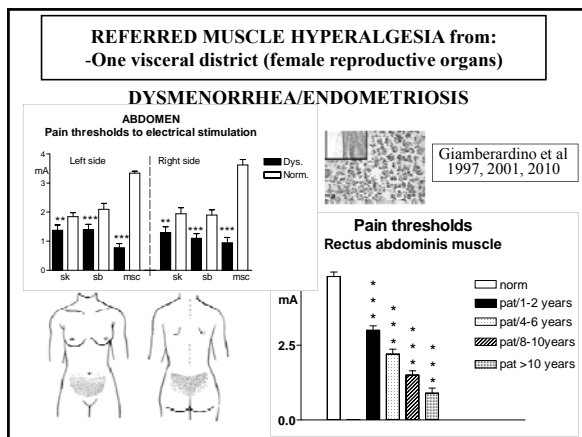 REFERRED MUSCLE HYPERALGESIA from:
-One visceral district (female reproductive organs)
DYSMENORRHEA/ENDOMETRIOSIS
ABDOMEN
Pain thresholds to electrical stimulation
Left side
Right side
Dys.
Norm.
4
mA
3
2
1
0
** *** ***
** *** ***
sk sb msc
sk sb msc
Giamberardino et al
1997, 2001, 2010
Pain thresholds
Rectus abdominis muscle
mA
2.5
0.0
* * * *
* * * *
* * * *
norm
pat/1-2 years
pat/4-6 years
pat/8-10years
pat >10 years